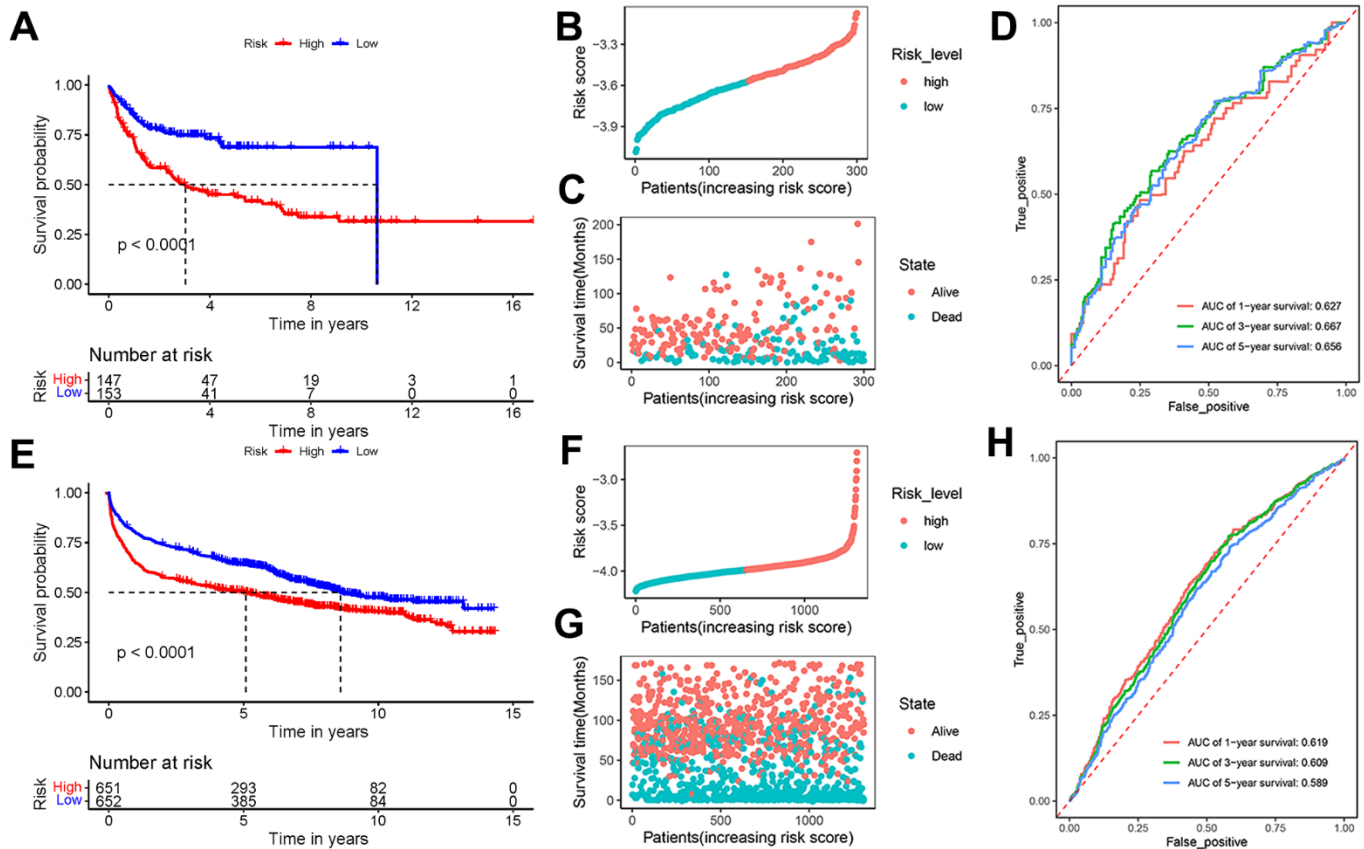 A
Risk High Low
Survival probability
1.00
0.75
0.50
0.25
0.00
p < 0.0001
0 4 8 12 16
Time in years
Number at risk
Risk
High 147 47 19 3 1
Low 153 41 7 0 0
0 4 8 12 16
Time in years
B
Risk score
−3.3
−3.6
−3.9
0 100 200 300
Patients(increasing risk score)
Risk_level
high
low
C
Survival time(Months)
200
150
100
50
0
0 100 200 300
Patients(increasing risk score)
State
Alive
Dead
D
True_positive
1.00
0.75
0.50
0.25
0.00
AUC of 1-year survival: 0.627
AUC of 3-year survival: 0.667
AUC of 5-year survival: 0.656
0.00 0.25 0.50 0.75 1.00
False_positive
E
Risk High Low
Survival probability
1.00
0.75
0.50
0.25
0.00
p < 0.0001
0 5 10 15
Time in years
Number at risk
Risk
High 651 293 82 0
Low 652 385 84 0
0 5 10 15
Time in years
F
Risk score
−3.0
−3.5
−4.0
0 500 1000
Patients(increasing risk score)
Risk_level
high
low
G
Survival time(Months)
150
100
50
0
0 500 1000
Patients(increasing risk score)
State
Alive
Dead
H
True_positive
1.00
0.75
0.50
0.25
0.00
AUC of 1-year survival: 0.619
AUC of 3-year survival: 0.609
AUC of 5-year survival: 0.589
0.00 0.25 0.50 0.75 1.00
False_positive